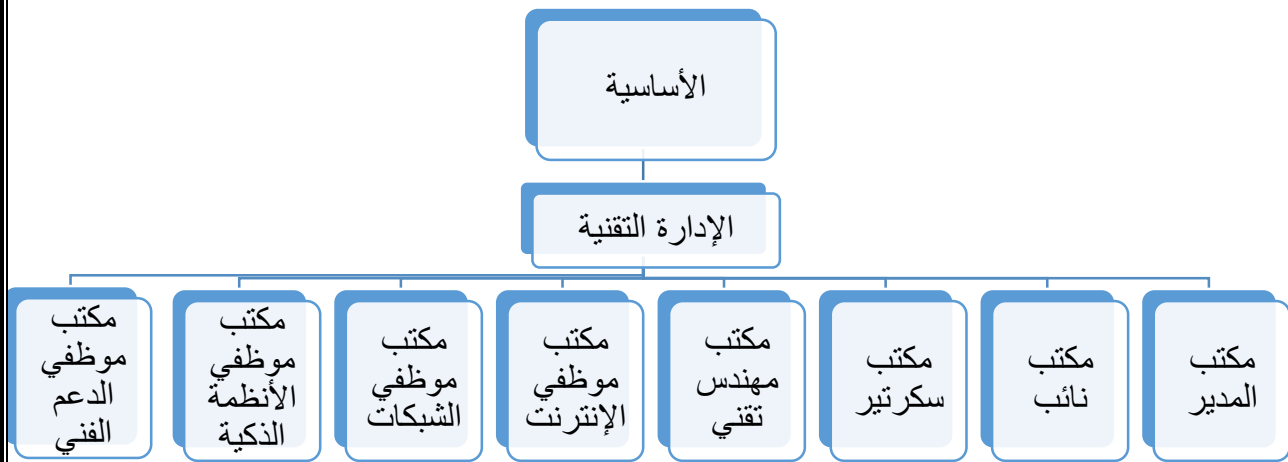 الأساسية
الإدارة التقنية
مكتب
المدير
مكتب
نائب
مكتب
سكرتير
مكتب
مهندس
تقني
مكتب
موظفي
الإنترنت
مكتب
موظفي
الشبكات
مكتب
موظفي
الأنظمة
الذكية
مكتب
موظفي
الدعم
الفني